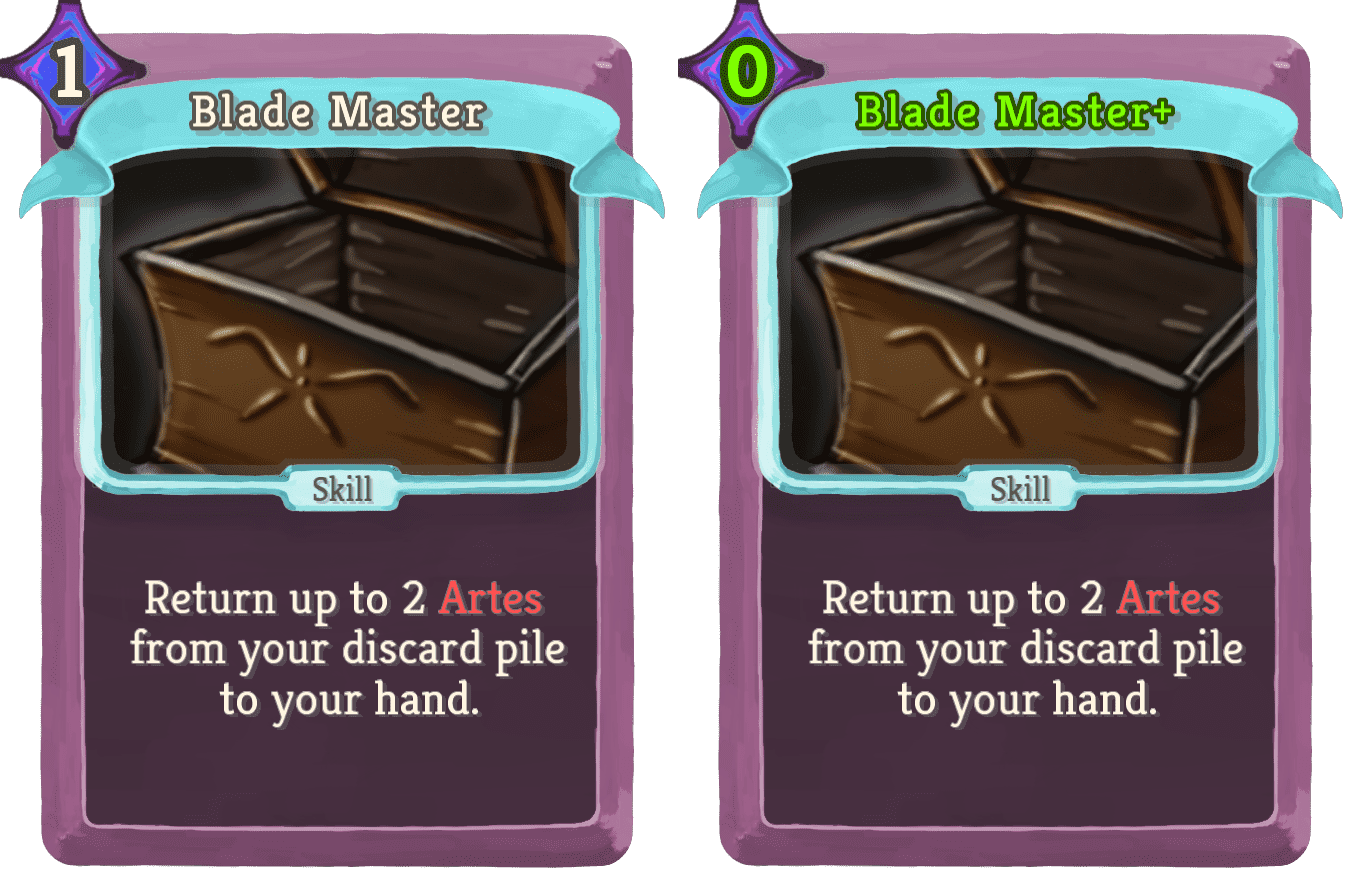 1
Blade Master
Skill
Return up to 2 Artes
from your discard pile
to your hand.
0
Blade Master+
Skill
Return up to 2 Artes
from your discard pile
to your hand.